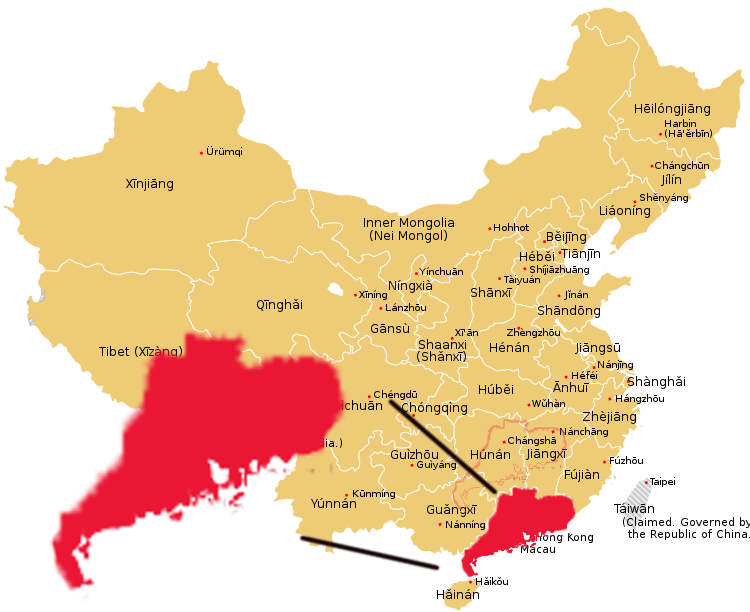 Hēilóngjiāng
Harbin
(Hā'ěrbīn)
Chángchūn
Jílín
Shěnyáng
Liáoníng
Ürümqi
Xīnjiāng
Inner Mongolia
(Nei Mongol)
Hohhot
Běijīng
Tiānjīn
Héběi
Shíjiāzhuāng
Yínchuān
Níngxià
Tàiyuán
Shānxī
Jǐnán
Shāndōng
Xīníng
Qīnghǎi
Lánzhōu
Gānsù
Xī'ān
Zhèngzhōu
Shaanxi
(Shǎnxī)
Hénán
Jiāngsū
Tibet (Xīzàng)
Nánjīng
Héféi
Shànghǎi
Ānhuī
Húběi
Chéngdū
ichuān
Chóngqìng
Wǔhàn
Hángzhōu
Zhèjiāng
Nánchāng
Chángshā
Húnán
Jiāngxī
ia.)
Guìzhōu
Guìyáng
Fúzhōu
Fújiàn
Taipei
Kūnmíng
Yúnnán
Guǎngxī
Táiwān
Nánníng
(Claimed. Governed by
the Republic of China.
Hong Kong
Macau
Hǎikǒu
Hǎinán